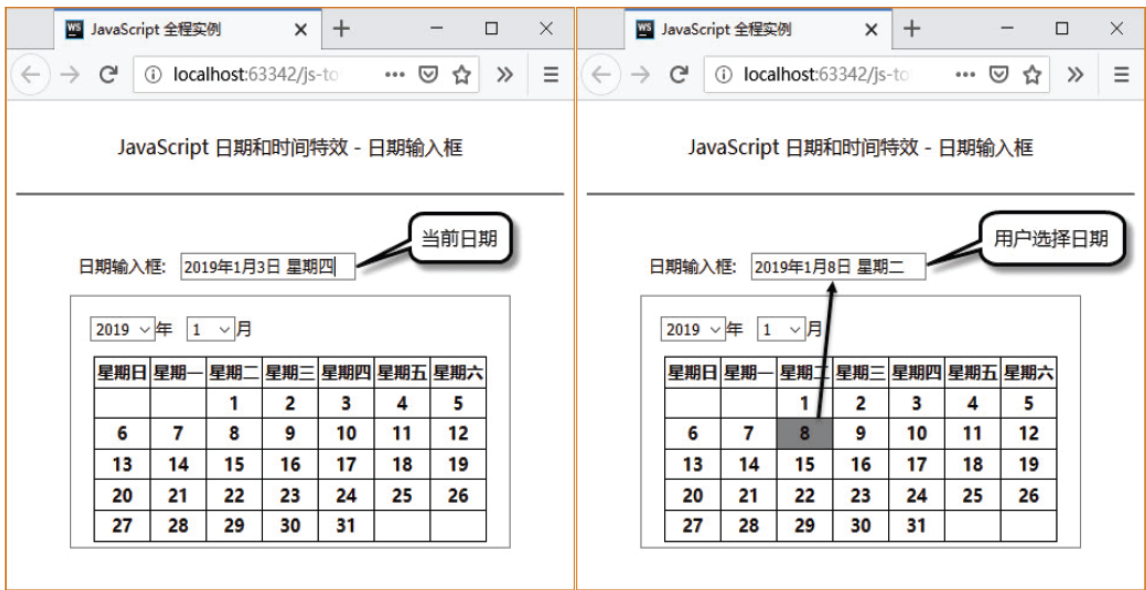 JavaScript 全程实例
localhost:63342/js-to
JavaScript 日期和时间特效 - 日期输入框
当前日期
日期输入框: 2019年1月3日 星期四
2019 年 1 月
星期日 星期一 星期二 星期三 星期四 星期五 星期六
1 2 3 4 5
6 7 8 9 10 11 12
13 14 15 16 17 18 19
20 21 22 23 24 25 26
27 28 29 30 31
JavaScript 全程实例
localhost:63342/js-to
JavaScript 日期和时间特效 - 日期输入框
用户选择日期
日期输入框: 2019年1月8日 星期二
2019 年 1 月
星期日 星期一 星期二 星期三 星期四 星期五 星期六
1 2 3 4 5
6 7 8 9 10 11 12
13 14 15 16 17 18 19
20 21 22 23 24 25 26
27 28 29 30 31